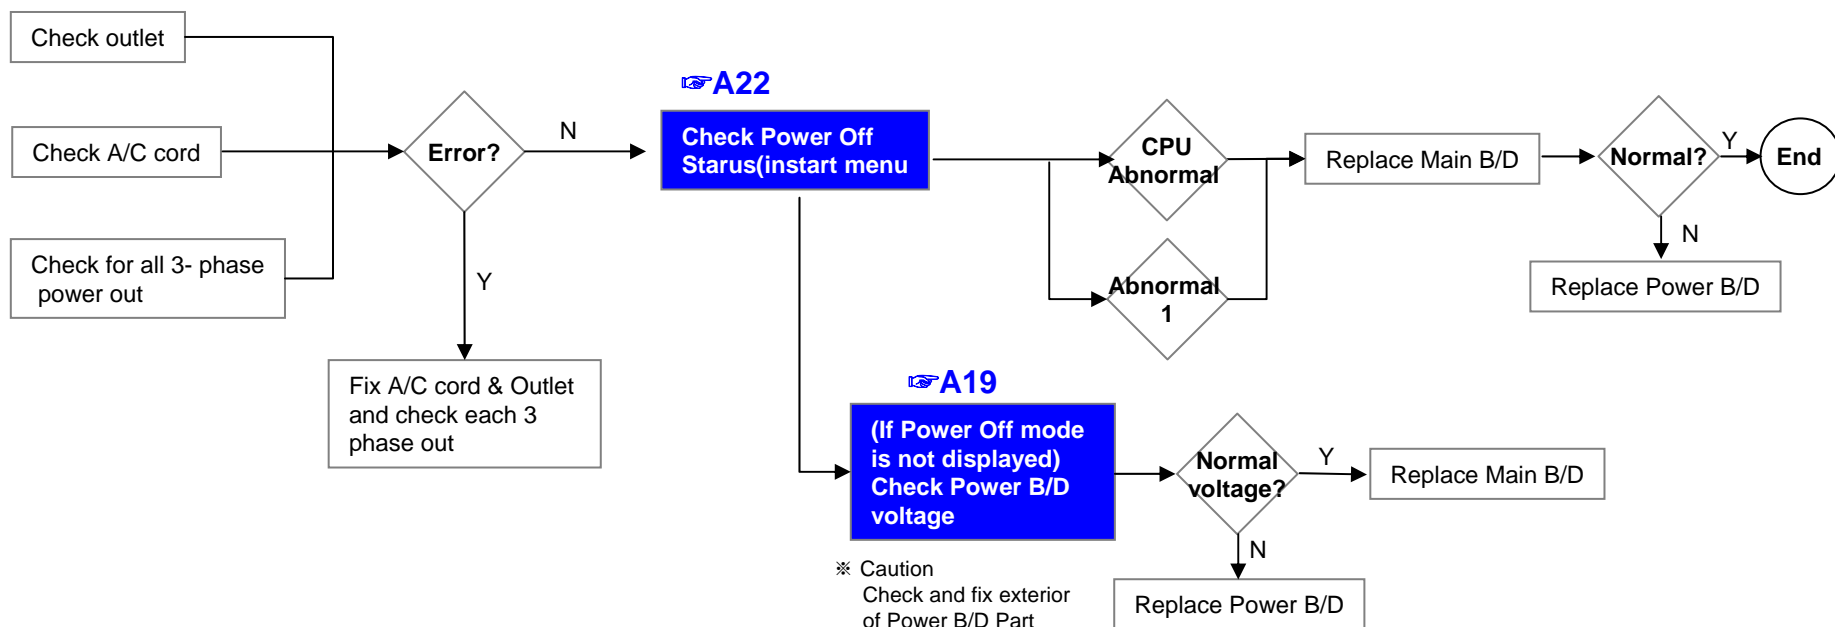 Check outlet
Check A/C cord
Check for all 3- phase
power out
Error?
N
Y
Fix A/C cord & Outlet
and check each 3
phase out
☞A22
Check Power Off
Starus(instart menu
CPU
Abnormal
Abnormal
1
Replace Main B/D
Normal?
Y
End
N
Replace Power B/D
☞A19
(If Power Off mode
is not displayed)
Check Power B/D
voltage
※ Caution
Check and fix exterior
of Power B/D Part
Normal
voltage?
Y
Replace Main B/D
N
Replace Power B/D